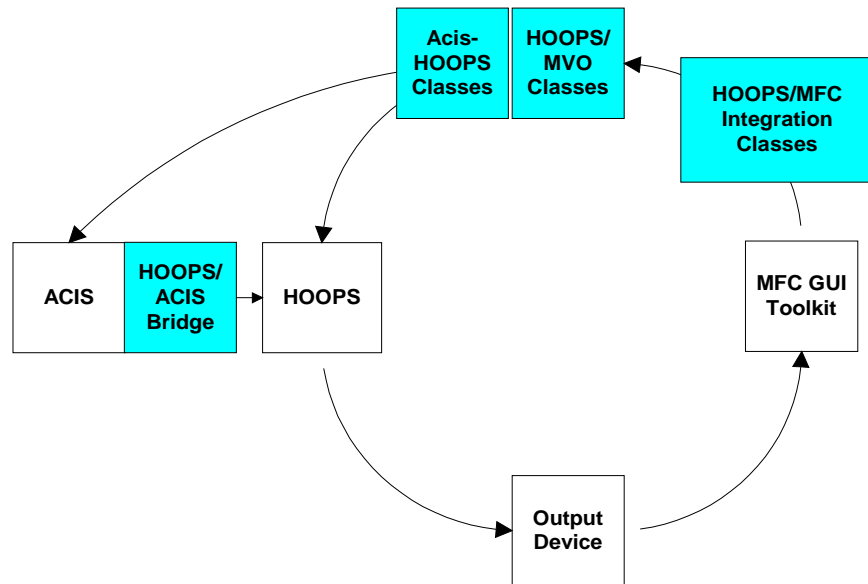 Acis-
HOOPS
Classes
HOOPS/
MVO
Classes
HOOPS/MFC
Integration
Classes
ACIS
HOOPS/
ACIS
Bridge
HOOPS
MFC GUI
Toolkit
Output
Device